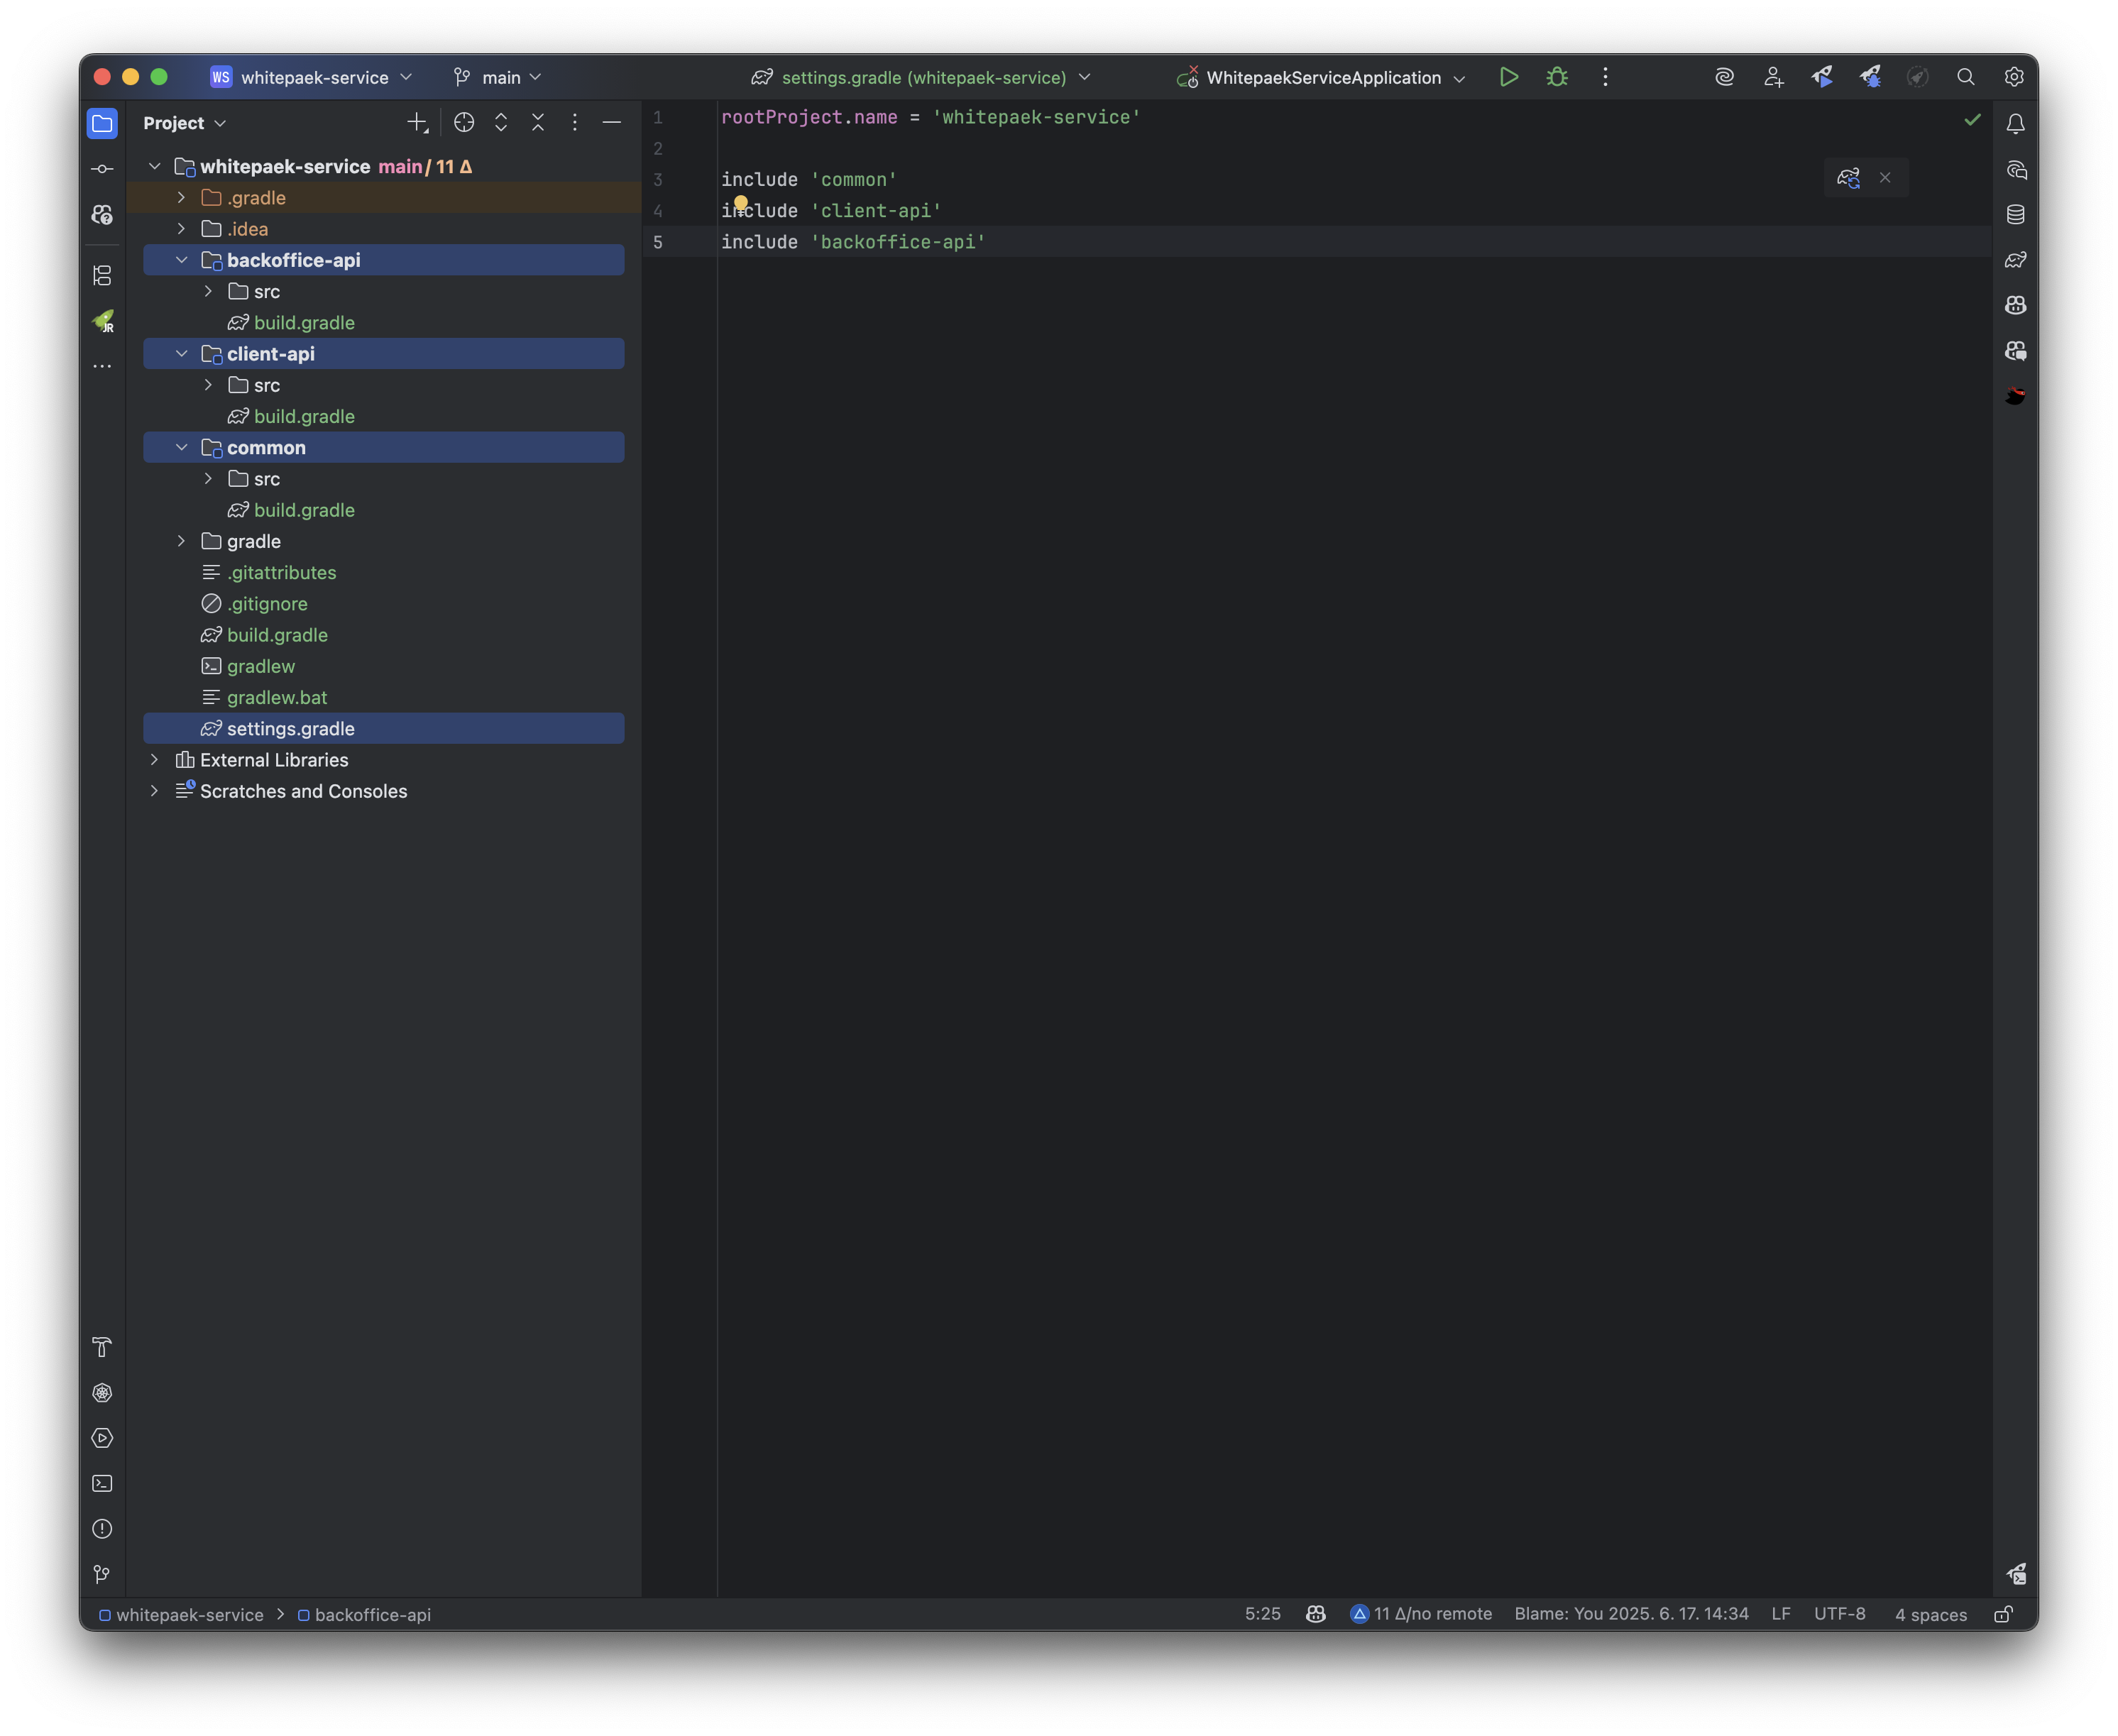 WS whitepaek-service main settings.gradle (whitepaek-service) WhitepaekServiceApplication
Project
whitepaek-service main / 11 Δ
.gradle
.idea
backoffice-api
src
build.gradle
client-api
src
build.gradle
common
src
build.gradle
gradle
.gitattributes
.gitignore
build.gradle
gradlew
gradlew.bat
settings.gradle
External Libraries
Scratches and Consoles
JR
1 rootProject.name = 'whitepaek-service'
2
3 include 'common'
4 include 'client-api'
5 include 'backoffice-api'
whitepaek-service > backoffice-api 5:25 11 Δ/no remote Blame: You 2025. 6. 17. 14:34 LF UTF-8 4 spaces